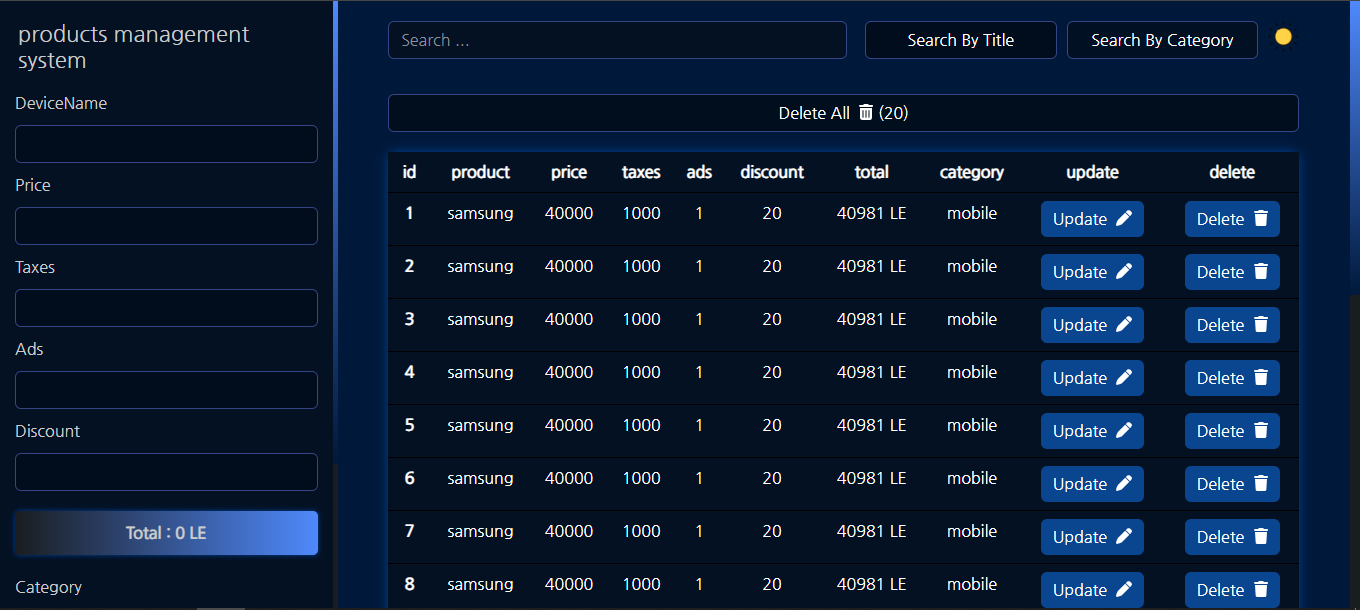 products management
system
DeviceName
Price
Taxes
Ads
Discount
Total : 0 LE
Category
Search ...
Search By Title
Search By Category
Delete All (20)
id product price taxes ads discount total category update delete
1 samsung 40000 1000 1 20 40981 LE mobile Update Delete
2 samsung 40000 1000 1 20 40981 LE mobile Update Delete
3 samsung 40000 1000 1 20 40981 LE mobile Update Delete
4 samsung 40000 1000 1 20 40981 LE mobile Update Delete
5 samsung 40000 1000 1 20 40981 LE mobile Update Delete
6 samsung 40000 1000 1 20 40981 LE mobile Update Delete
7 samsung 40000 1000 1 20 40981 LE mobile Update Delete
8 samsung 40000 1000 1 20 40981 LE mobile Update Delete